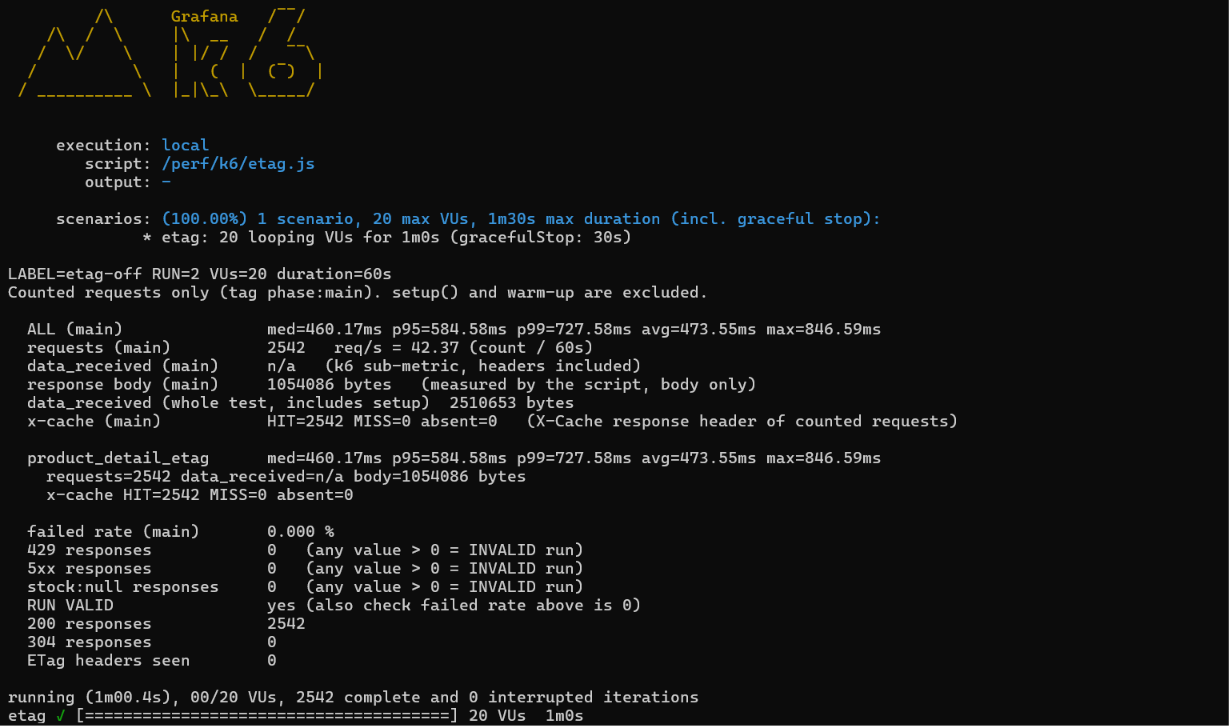 Grafana
k6
execution: local
script: /perf/k6/etag.js
output: -
scenarios: (100.00%) 1 scenario, 20 max VUs, 1m30s max duration (incl. graceful stop):
* etag: 20 looping VUs for 1m0s (gracefulStop: 30s)
LABEL=etag-off RUN=2 VUs=20 duration=60s
Counted requests only (tag phase:main). setup() and warm-up are excluded.
ALL (main) med=460.17ms p95=584.58ms p99=727.58ms avg=473.55ms max=846.59ms
requests (main) 2542 req/s = 42.37 (count / 60s)
data_received (main) n/a (k6 sub-metric, headers included)
response body (main) 1054086 bytes (measured by the script, body only)
data_received (whole test, includes setup) 2510653 bytes
x-cache (main) HIT=2542 MISS=0 absent=0 (X-Cache response header of counted requests)
product_detail_etag med=460.17ms p95=584.58ms p99=727.58ms avg=473.55ms max=846.59ms
requests=2542 data_received=n/a body=1054086 bytes
x-cache HIT=2542 MISS=0 absent=0
failed rate (main) 0.000 %
429 responses 0 (any value > 0 = INVALID run)
5xx responses 0 (any value > 0 = INVALID run)
stock:null responses 0 (any value > 0 = INVALID run)
RUN VALID yes (also check failed rate above is 0)
200 responses 2542
304 responses 0
ETag headers seen 0
running (1m00.4s), 00/20 VUs, 2542 complete and 0 interrupted iterations
etag ✓ [======================================] 20 VUs 1m0s